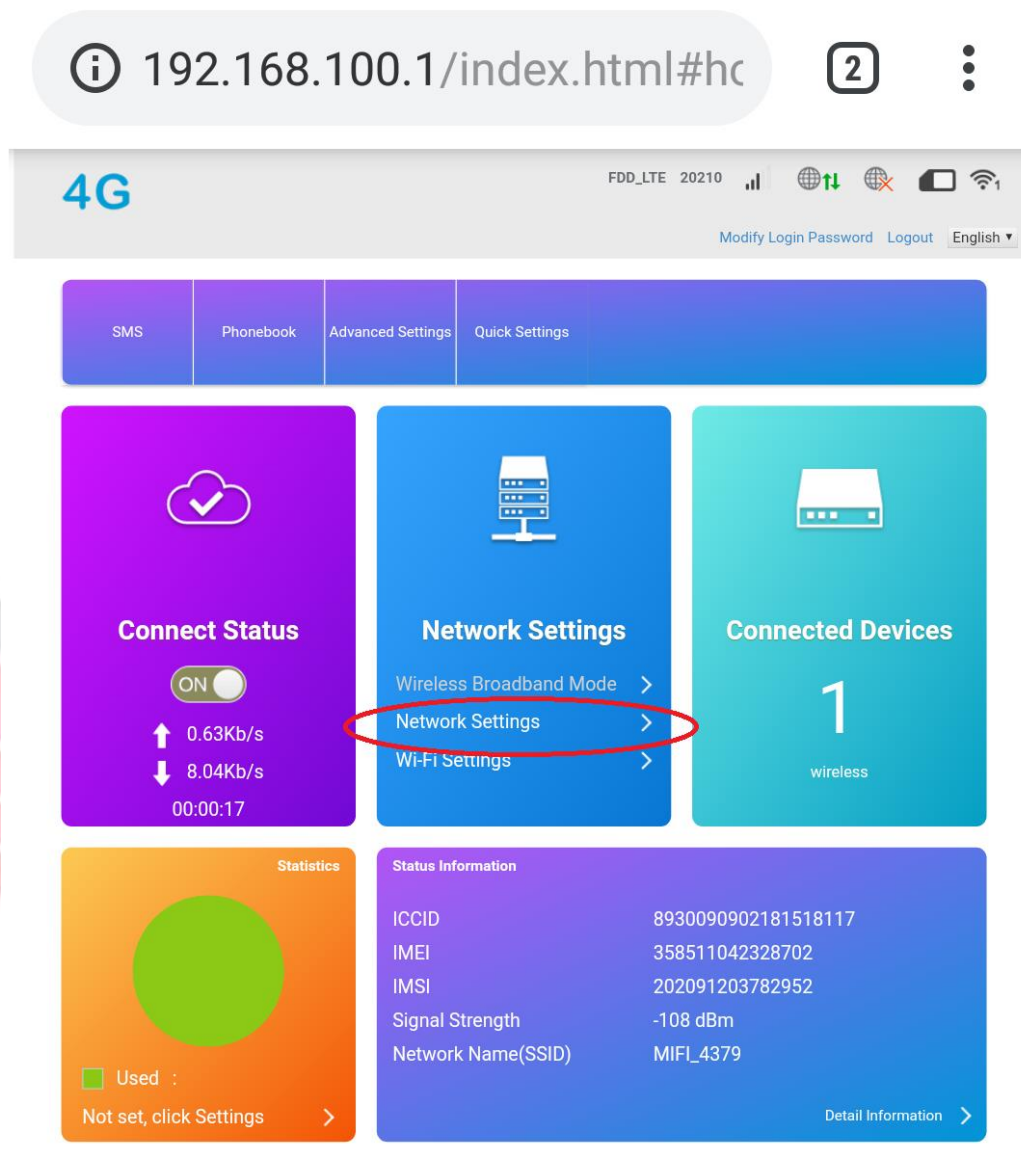 192.168.100.1/index.html#ho
2
4G
FDD_LTE 20210
1
Modify Login Password Logout English
SMS Phonebook Advanced Settings Quick Settings
Connect Status
ON
0.63Kb/s
8.04Kb/s
00:00:17
Network Settings
Wireless Broadband Mode
Network Settings
Wi-Fi Settings
Connected Devices
1
wireless
Statistics
Used :
Not set, click Settings
Status Information
ICCID 8930090902181518117
IMEI 358511042328702
IMSI 202091203782952
Signal Strength -108 dBm
Network Name(SSID) MIFI_4379
Detail Information